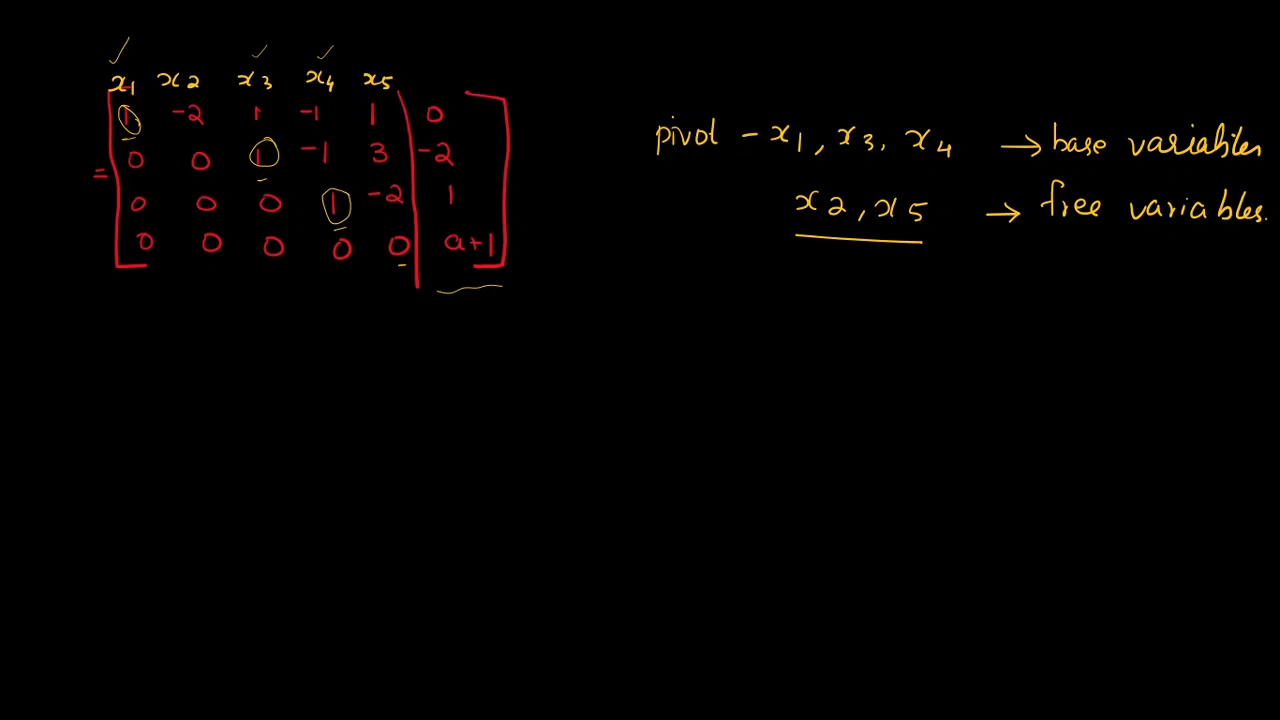 x1 x2 x3 x4 x5
1 -2 1 -1 1 0
0 0 1 -1 3 -2
= 0 0 0 1 -2 1
0 0 0 0 0 a+1
pivol - x1, x3, x4 → base variables
x2, x5 → free variables.